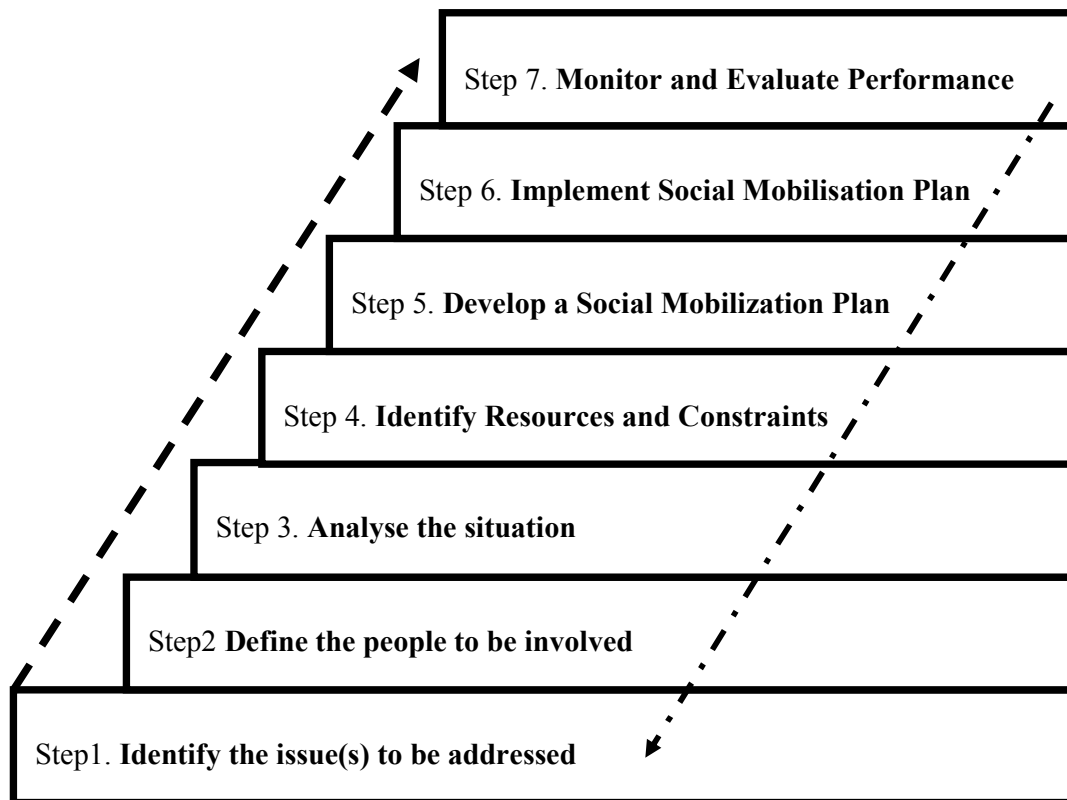 Step 7. Monitor and Evaluate Performance
Step 6. Implement Social Mobilisation Plan
Step 5. Develop a Social Mobilization Plan
Step 4. Identify Resources and Constraints
Step 3. Analyse the situation
Step2 Define the people to be involved
Step1. Identify the issue(s) to be addressed